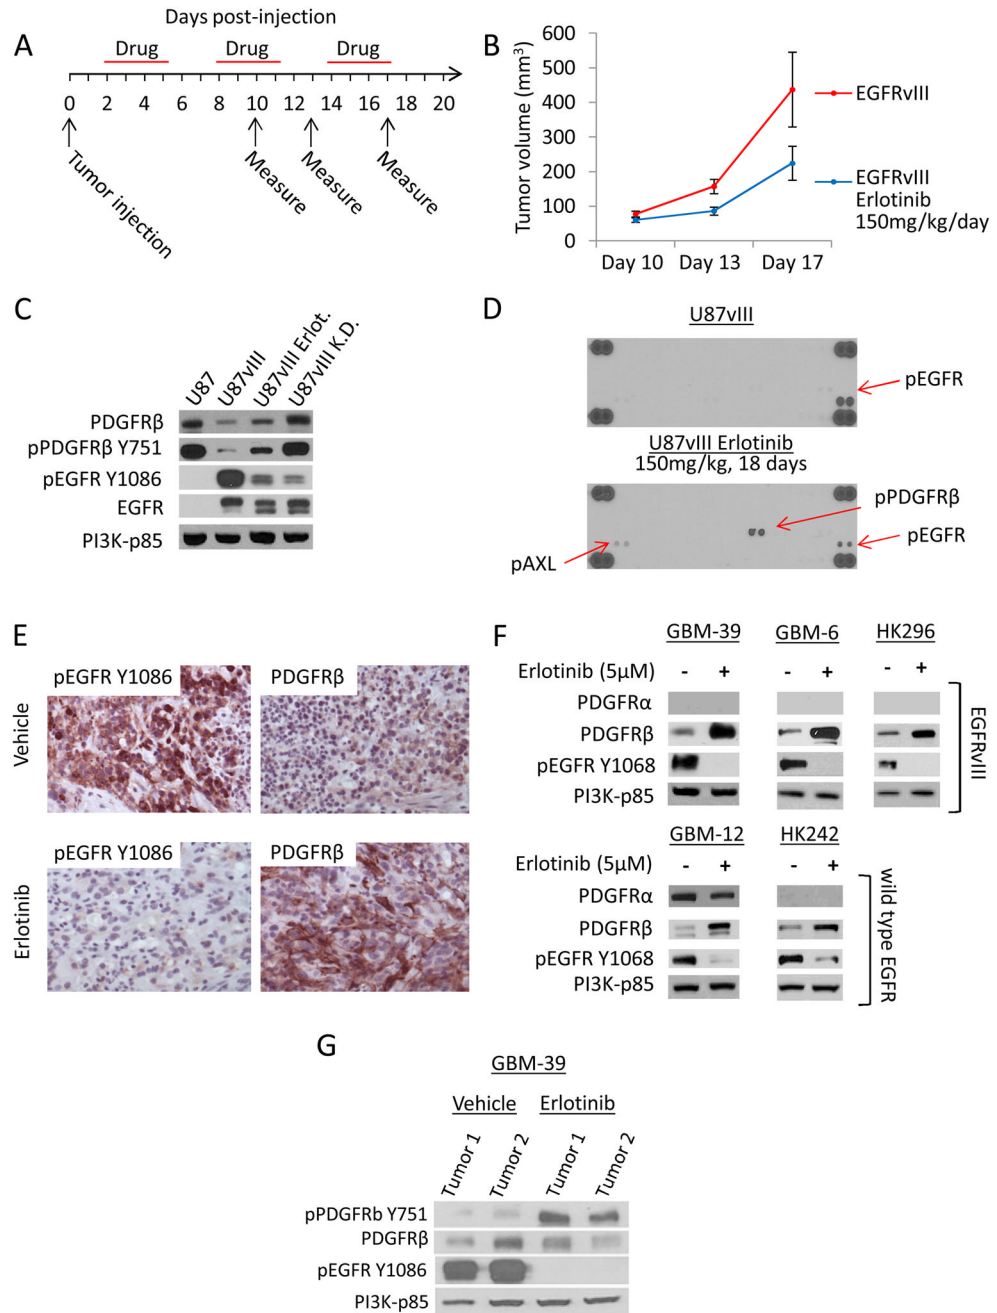 A
Days post-injection
Drug Drug Drug
0 2 4 6 8 10 12 14 16 18 20
Tumor injection
Measure
Measure
Measure
B
Tumor volume (mm³)
600
500
400
300
200
100
0
Day 10 Day 13 Day 17
EGFRvIII
EGFRvIII
Erlotinib
150mg/kg/day
C
U87
U87vIII
U87vIII Erlot.
U87vIII K.D.
PDGFRβ
pPDGFRβ Y751
pEGFR Y1086
EGFR
PI3K-p85
D
U87vIII
pEGFR
U87vIII Erlotinib
150mg/kg, 18 days
pPDGFRβ
pEGFR
pAXL
E
pEGFR Y1086 PDGFRβ
Vehicle
pEGFR Y1086 PDGFRβ
Erlotinib
F
GBM-39 GBM-6 HK296
Erlotinib (5µM) - + - + - +
PDGFRα
PDGFRβ
pEGFR Y1068
PI3K-p85
EGFRvIII
GBM-12 HK242
Erlotinib (5µM) - + - +
PDGFRα
PDGFRβ
pEGFR Y1068
PI3K-p85
wild type EGFR
G
GBM-39
Vehicle Erlotinib
Tumor 1
Tumor 2
Tumor 1
Tumor 2
pPDGFRb Y751
PDGFRβ
pEGFR Y1086
PI3K-p85